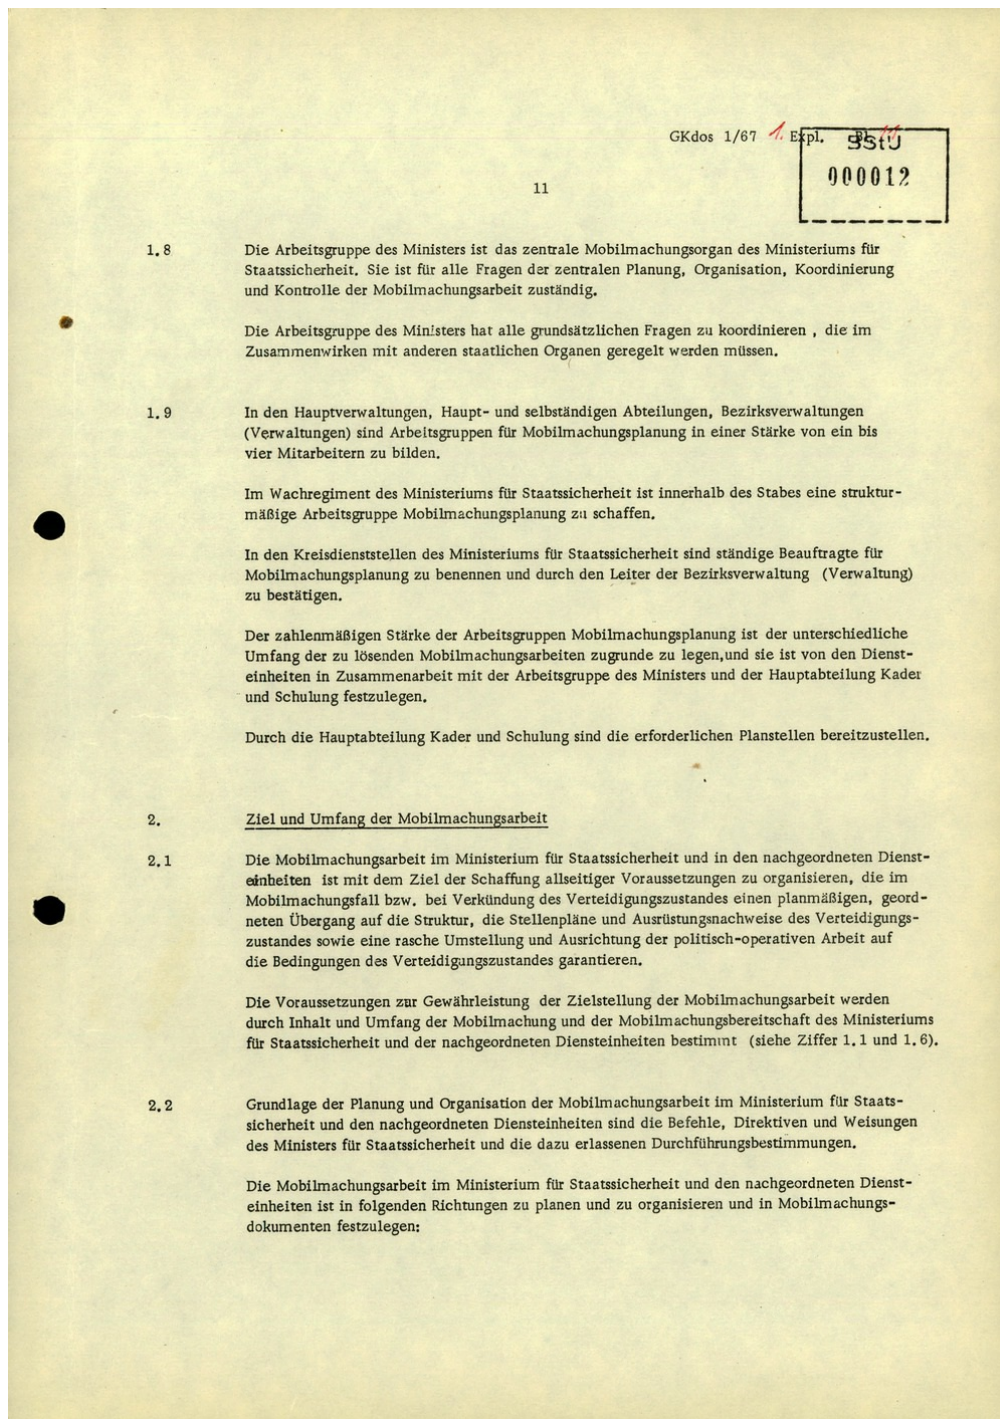 GKdos 1/67 1. Expl. Bl. 11
BStU
000012
11
1.8 Die Arbeitsgruppe des Ministers ist das zentrale Mobilmachungsorgan des Ministeriums für
Staatssicherheit. Sie ist für alle Fragen der zentralen Planung, Organisation, Koordinierung
und Kontrolle der Mobilmachungsarbeit zuständig.
Die Arbeitsgruppe des Ministers hat alle grundsätzlichen Fragen zu koordinieren , die im
Zusammenwirken mit anderen staatlichen Organen geregelt werden müssen.
1.9 In den Hauptverwaltungen, Haupt- und selbständigen Abteilungen, Bezirksverwaltungen
(Verwaltungen) sind Arbeitsgruppen für Mobilmachungsplanung in einer Stärke von ein bis
vier Mitarbeitern zu bilden.
Im Wachregiment des Ministeriums für Staatssicherheit ist innerhalb des Stabes eine struktur-
mäßige Arbeitsgruppe Mobilmachungsplanung zu schaffen.
In den Kreisdienststellen des Ministeriums für Staatssicherheit sind ständige Beauftragte für
Mobilmachungsplanung zu benennen und durch den Leiter der Bezirksverwaltung (Verwaltung)
zu bestätigen.
Der zahlenmäßigen Stärke der Arbeitsgruppen Mobilmachungsplanung ist der unterschiedliche
Umfang der zu lösenden Mobilmachungsarbeiten zugrunde zu legen,und sie ist von den Dienst-
einheiten in Zusammenarbeit mit der Arbeitsgruppe des Ministers und der Hauptabteilung Kader
und Schulung festzulegen.
Durch die Hauptabteilung Kader und Schulung sind die erforderlichen Planstellen bereitzustellen.
2. Ziel und Umfang der Mobilmachungsarbeit
2.1 Die Mobilmachungsarbeit im Ministerium für Staatssicherheit und in den nachgeordneten Dienst-
einheiten ist mit dem Ziel der Schaffung allseitiger Voraussetzungen zu organisieren, die im
Mobilmachungsfall bzw. bei Verkündung des Verteidigungszustandes einen planmäßigen, geord-
neten Übergang auf die Struktur, die Stellenpläne und Ausrüstungsnachweise des Verteidigungs-
zustandes sowie eine rasche Umstellung und Ausrichtung der politisch-operativen Arbeit auf
die Bedingungen des Verteidigungszustandes garantieren.
Die Voraussetzungen zur Gewährleistung der Zielstellung der Mobilmachungsarbeit werden
durch Inhalt und Umfang der Mobilmachung und der Mobilmachungsbereitschaft des Ministeriums
für Staatssicherheit und der nachgeordneten Diensteinheiten bestimmt (siehe Ziffer 1.1 und 1.6).
2.2 Grundlage der Planung und Organisation der Mobilmachungsarbeit im Ministerium für Staats-
sicherheit und den nachgeordneten Diensteinheiten sind die Befehle, Direktiven und Weisungen
des Ministers für Staatssicherheit und die dazu erlassenen Durchführungsbestimmungen.
Die Mobilmachungsarbeit im Ministerium für Staatssicherheit und den nachgeordneten Dienst-
einheiten ist in folgenden Richtungen zu planen und zu organisieren und in Mobilmachungs-
dokumenten festzulegen: